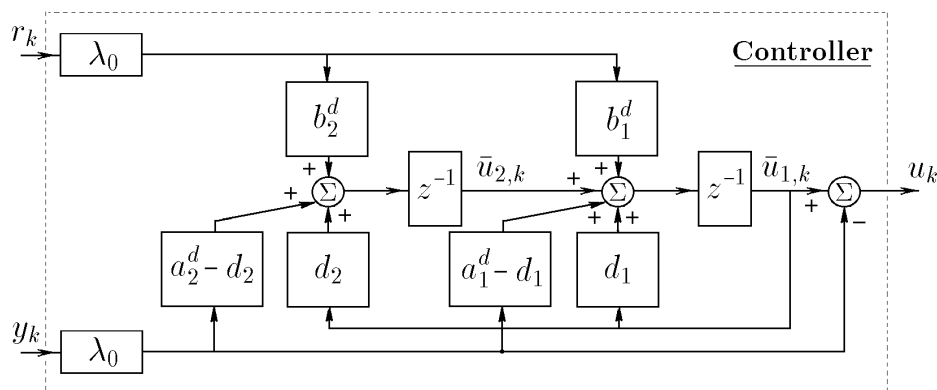 r_k
λ_0
Controller
b_2^d
b_1^d
+
+
+
Σ
+
z^{-1}
ū_{2,k}
+
Σ
+
+
z^{-1}
ū_{1,k}
+
Σ
−
u_k
a_2^d − d_2
d_2
a_1^d − d_1
d_1
y_k
λ_0